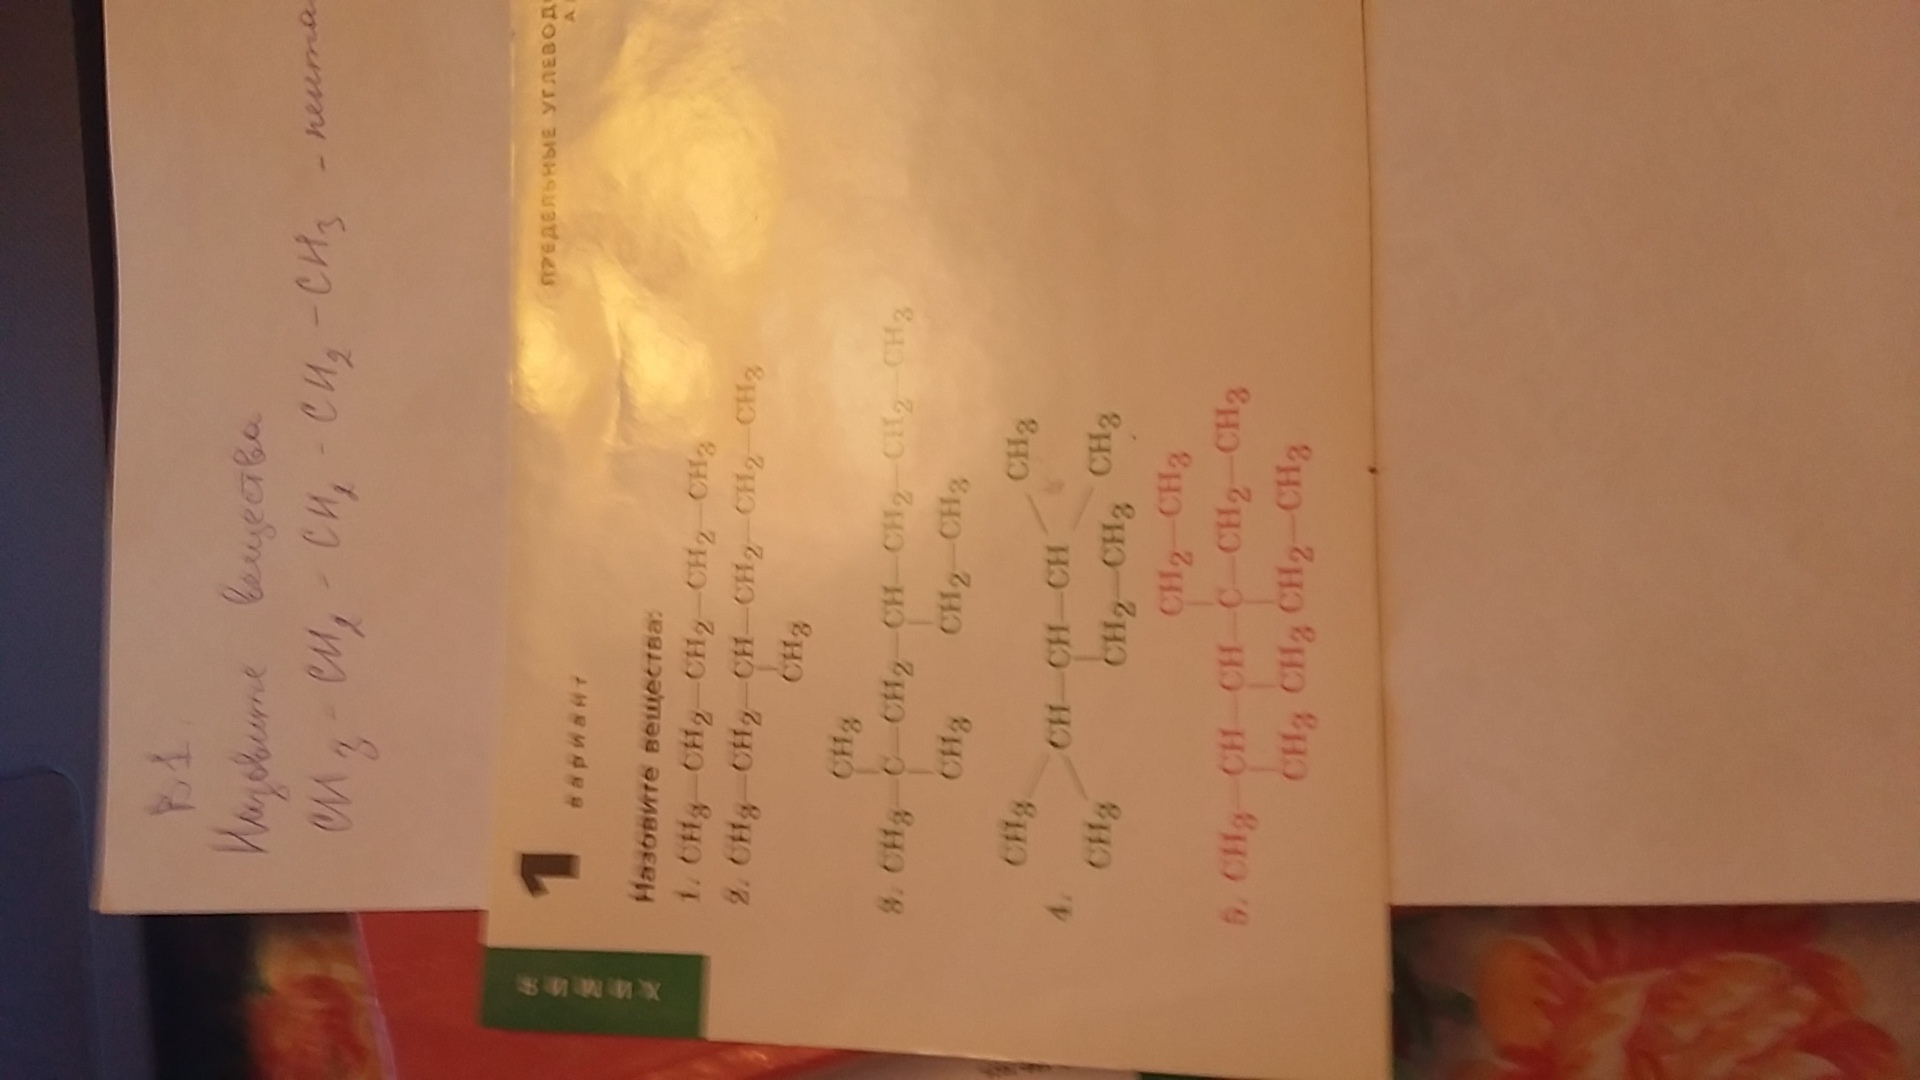 В1.
Назовите вещества
CH3 - CH2 - CH2 - CH2 - CH3 - пента
ПРЕДЕЛЬНЫЕ УГЛЕВОД
А
ХИМИЯ
1
вариант
Назовите вещества:
1. CH3—CH2—CH2—CH2—CH3
2. CH3—CH2—CH—CH2—CH2—CH3
CH3
CH3
3. CH3—C—CH2—CH—CH2—CH2—CH3
CH3 CH2—CH3
CH3 CH3
4. CH—CH—CH
CH3 CH2—CH3 CH3
CH2—CH3
5. CH3—CH—CH—C—CH2—CH3
CH3 CH3 CH2—CH3